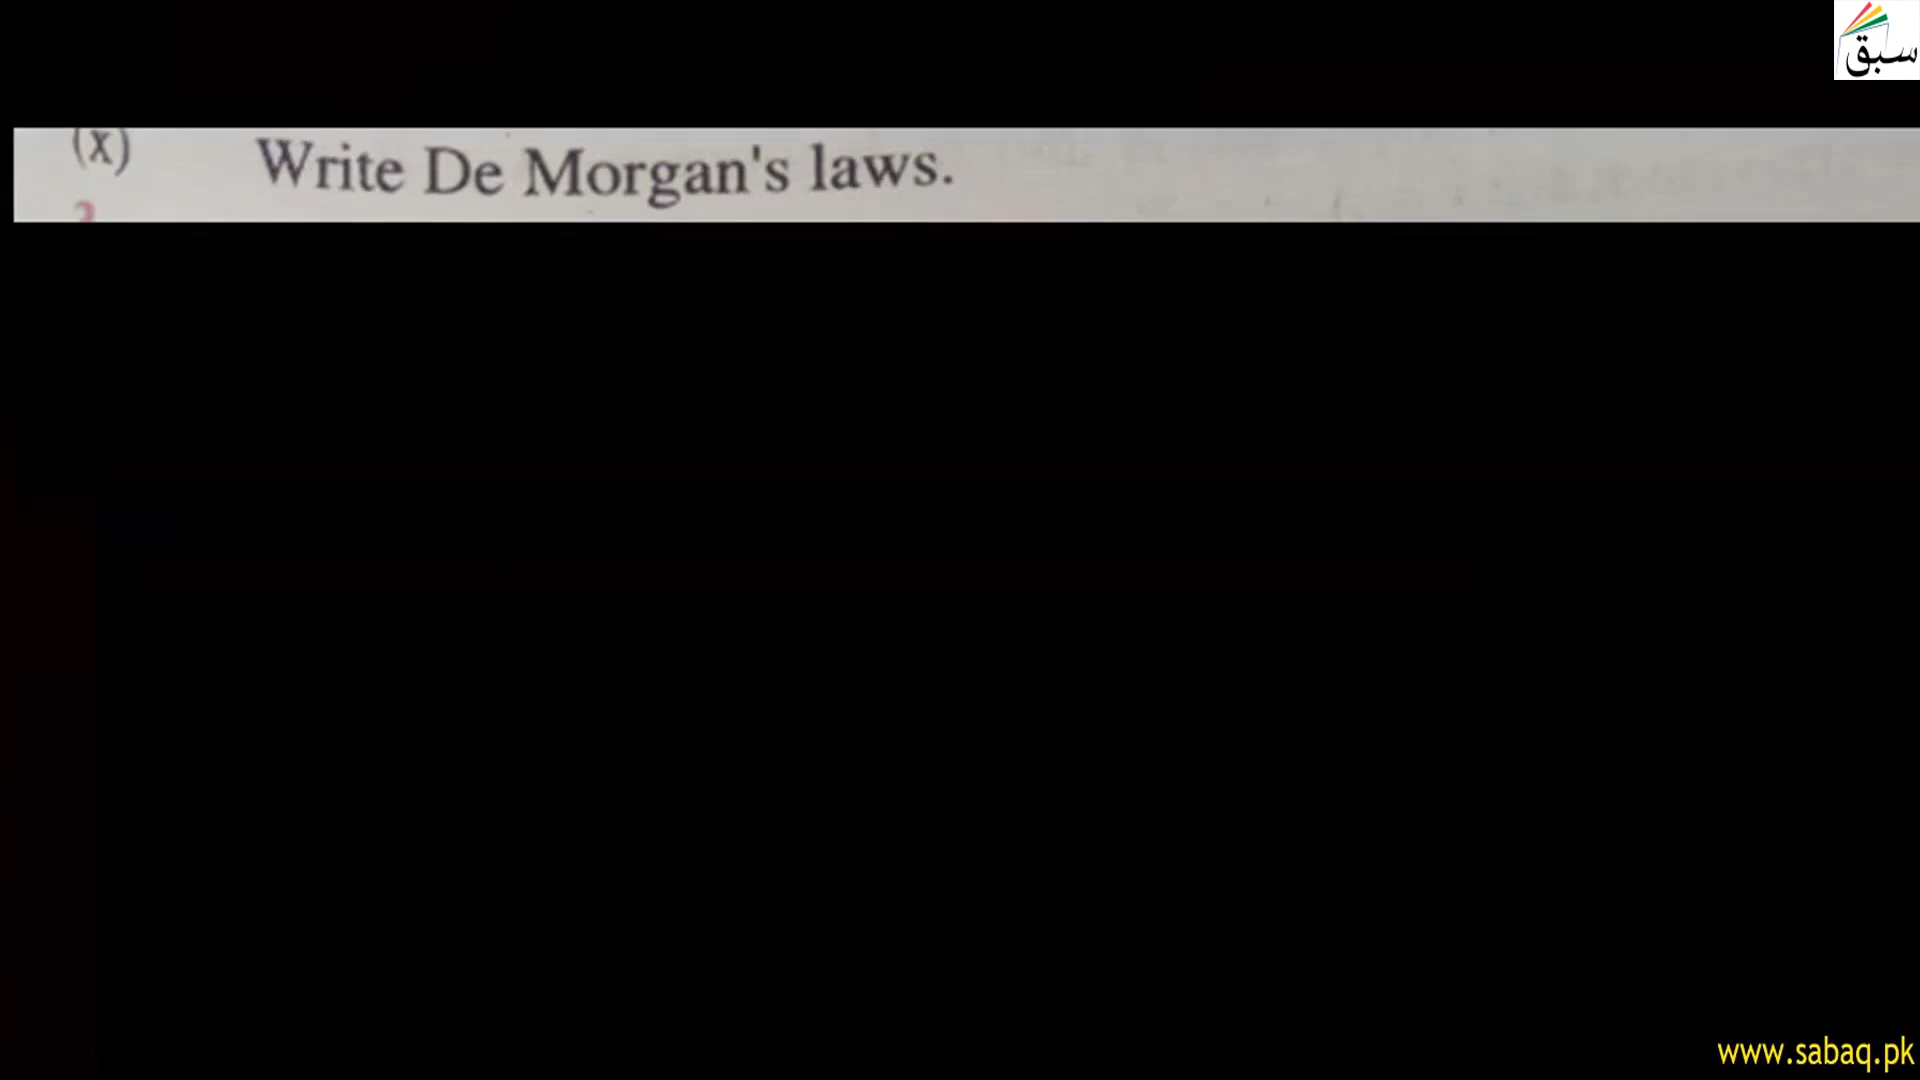 سبق
(x) Write De Morgan's laws.
www.sabaq.pk